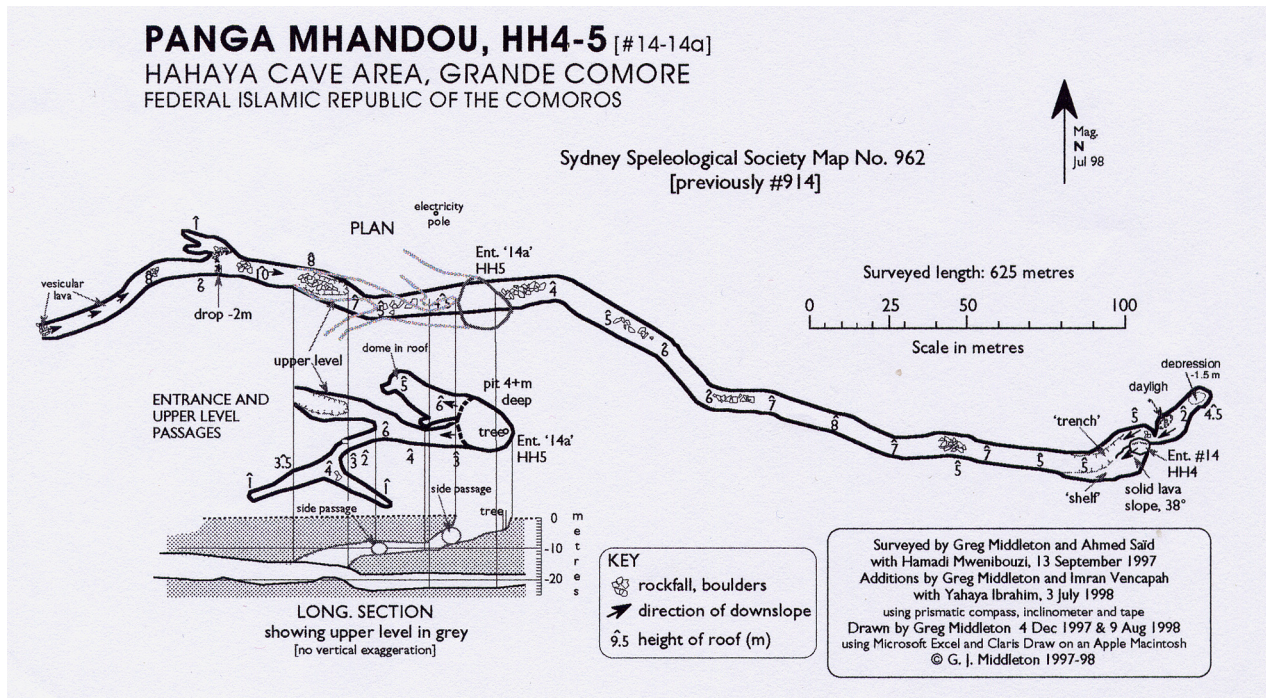 PANGA MHANDOU, HH4-5 [#14-14a]
HAHAYA CAVE AREA, GRANDE COMORE
FEDERAL ISLAMIC REPUBLIC OF THE COMOROS
Mag.
N
Jul 98
Sydney Speleological Society Map No. 962
[previously #914]
electricity
pole
PLAN
Ent. '14a'
HH5
Surveyed length: 625 metres
0 50 100
Scale in metres
vesicular
lava
1
8
6
10
8
drop -2m
7
5
4.5
4
5
6
6
7
8
7
5
7
5
5
5
2
4.5
depression
-1.5 m
dayligh
'trench'
'shelf'
Ent. #14
HH4
solid lava
slope, 38°
upper level
dome in roof
5
6
pit 4+m
deep
tree
Ent. '14a'
HH5
ENTRANCE AND
UPPER LEVEL
PASSAGES
6
3.5
4
3
2
4
3
1
1
side passage
side passage
tree
0
-10
-20
metres
LONG. SECTION
showing upper level in grey
[no vertical exaggeration]
KEY
rockfall, boulders
direction of downslope
9.5 height of roof (m)
Surveyed by Greg Middleton and Ahmed Saïd
with Hamadi Mwenibouzi, 13 September 1997
Additions by Greg Middleton and Imran Vencapah
with Yahaya Ibrahim, 3 July 1998
using prismatic compass, inclinometer and tape
Drawn by Greg Middleton 4 Dec 1997 & 9 Aug 1998
using Microsoft Excel and Claris Draw on an Apple Macintosh
© G. J. Middleton 1997-98